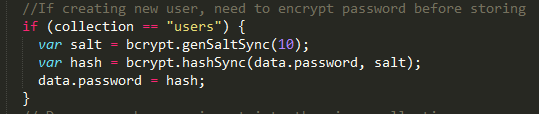 //If creating new user, need to encrypt password before storing
if (collection == "users") {
var salt = bcrypt.genSaltSync(10);
var hash = bcrypt.hashSync(data.password, salt);
data.password = hash;
}